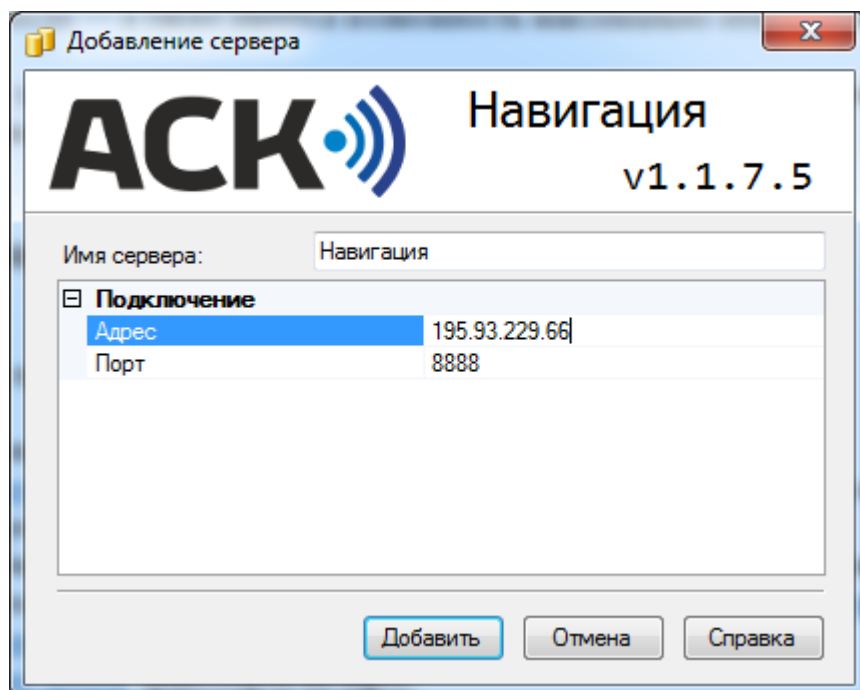 Добавление сервера
АСК
Навигация
v1.1.7.5
Имя сервера: Навигация
Подключение
Адрес 195.93.229.66
Порт 8888
Добавить Отмена Справка